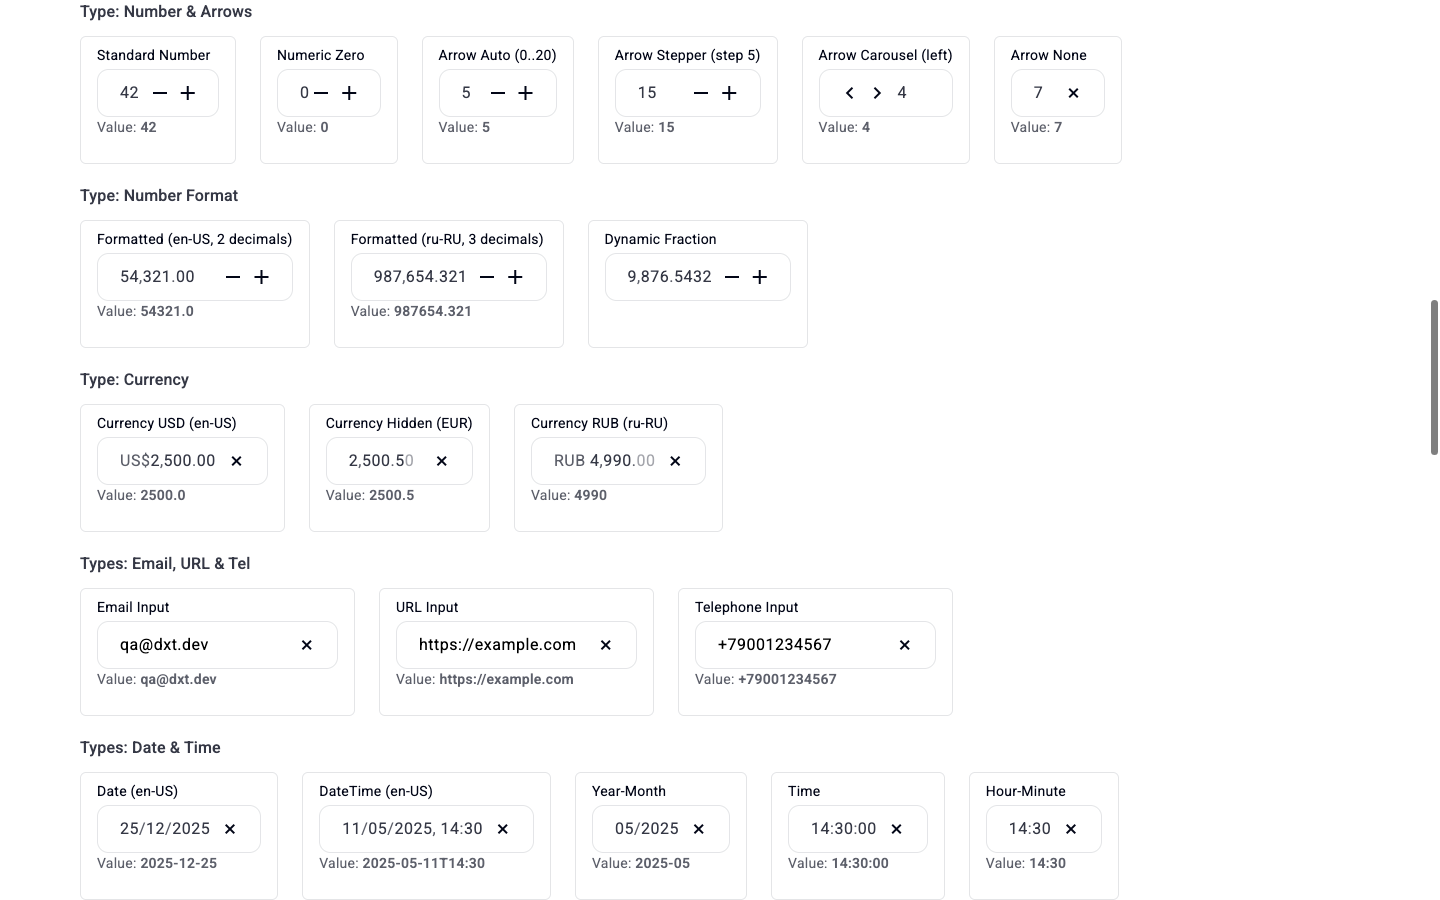 Type: Number & Arrows
Standard Number
42
Value: 42
Numeric Zero
0
Value: 0
Arrow Auto (0..20)
5
Value: 5
Arrow Stepper (step 5)
15
Value: 15
Arrow Carousel (left)
4
Value: 4
Arrow None
7
Value: 7
Type: Number Format
Formatted (en-US, 2 decimals)
54,321.00
Value: 54321.0
Formatted (ru-RU, 3 decimals)
987,654.321
Value: 987654.321
Dynamic Fraction
9,876.5432
Type: Currency
Currency USD (en-US)
US$2,500.00
Value: 2500.0
Currency Hidden (EUR)
2,500.50
Value: 2500.5
Currency RUB (ru-RU)
RUB 4,990.00
Value: 4990
Types: Email, URL & Tel
Email Input
qa@dxt.dev
Value: qa@dxt.dev
URL Input
https://example.com
Value: https://example.com
Telephone Input
+79001234567
Value: +79001234567
Types: Date & Time
Date (en-US)
25/12/2025
Value: 2025-12-25
DateTime (en-US)
11/05/2025, 14:30
Value: 2025-05-11T14:30
Year-Month
05/2025
Value: 2025-05
Time
14:30:00
Value: 14:30:00
Hour-Minute
14:30
Value: 14:30